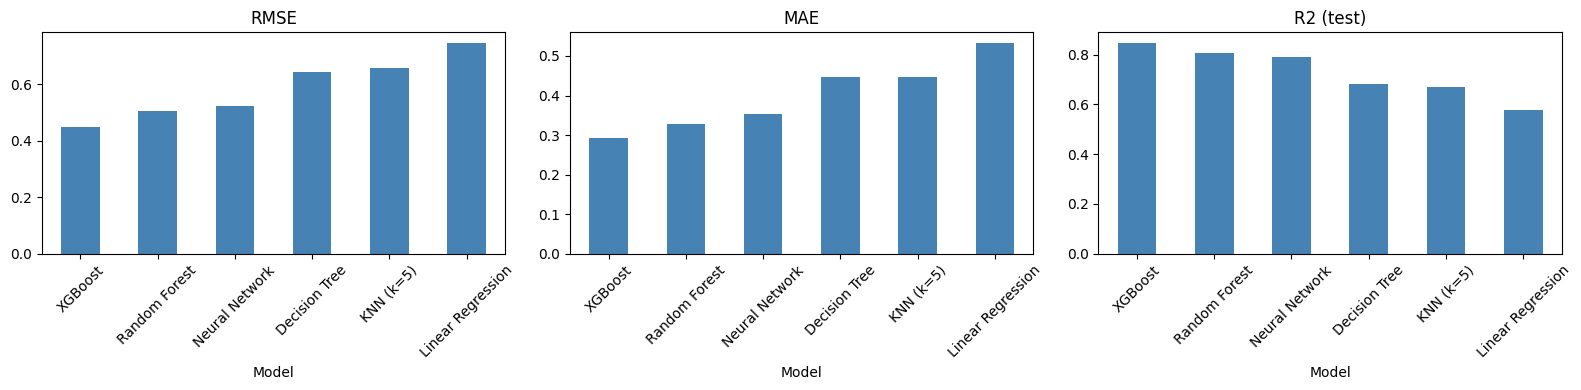 RMSE
0.6
0.4
0.2
0.0
XGBoost
Random Forest
Neural Network
Decision Tree
KNN (k=5)
Linear Regression
Model
MAE
0.5
0.4
0.3
0.2
0.1
0.0
XGBoost
Random Forest
Neural Network
Decision Tree
KNN (k=5)
Linear Regression
Model
R2 (test)
0.8
0.6
0.4
0.2
0.0
XGBoost
Random Forest
Neural Network
Decision Tree
KNN (k=5)
Linear Regression
Model